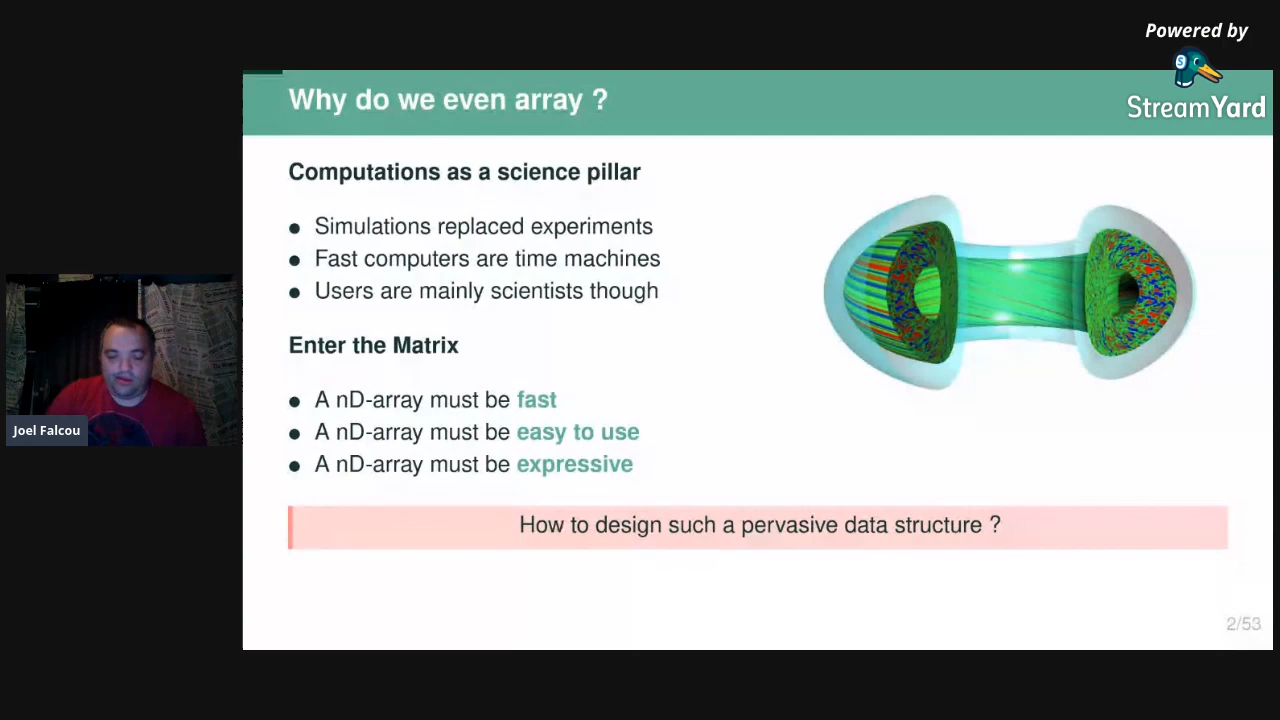 Powered by
StreamYard
Why do we even array ?
Computations as a science pillar
● Simulations replaced experiments
● Fast computers are time machines
● Users are mainly scientists though
Enter the Matrix
● A nD-array must be fast
● A nD-array must be easy to use
● A nD-array must be expressive
How to design such a pervasive data structure ?
2/53
Joel Falcou